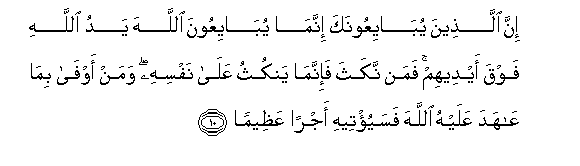 إِنَّ ٱلَّذِينَ يُبَايِعُونَكَ إِنَّمَا يُبَايِعُونَ ٱللَّهَ يَدُ ٱللَّهِ
فَوْقَ أَيْدِيهِمْ ۚ فَمَن نَّكَثَ فَإِنَّمَا يَنكُثُ عَلَىٰ نَفْسِهِۦ ۖ وَمَنْ أَوْفَىٰ بِمَا
عَـٰهَدَ عَلَيْهُ ٱللَّهَ فَسَيُؤْتِيهِ أَجْرًا عَظِيمًا ﴿١٠﴾